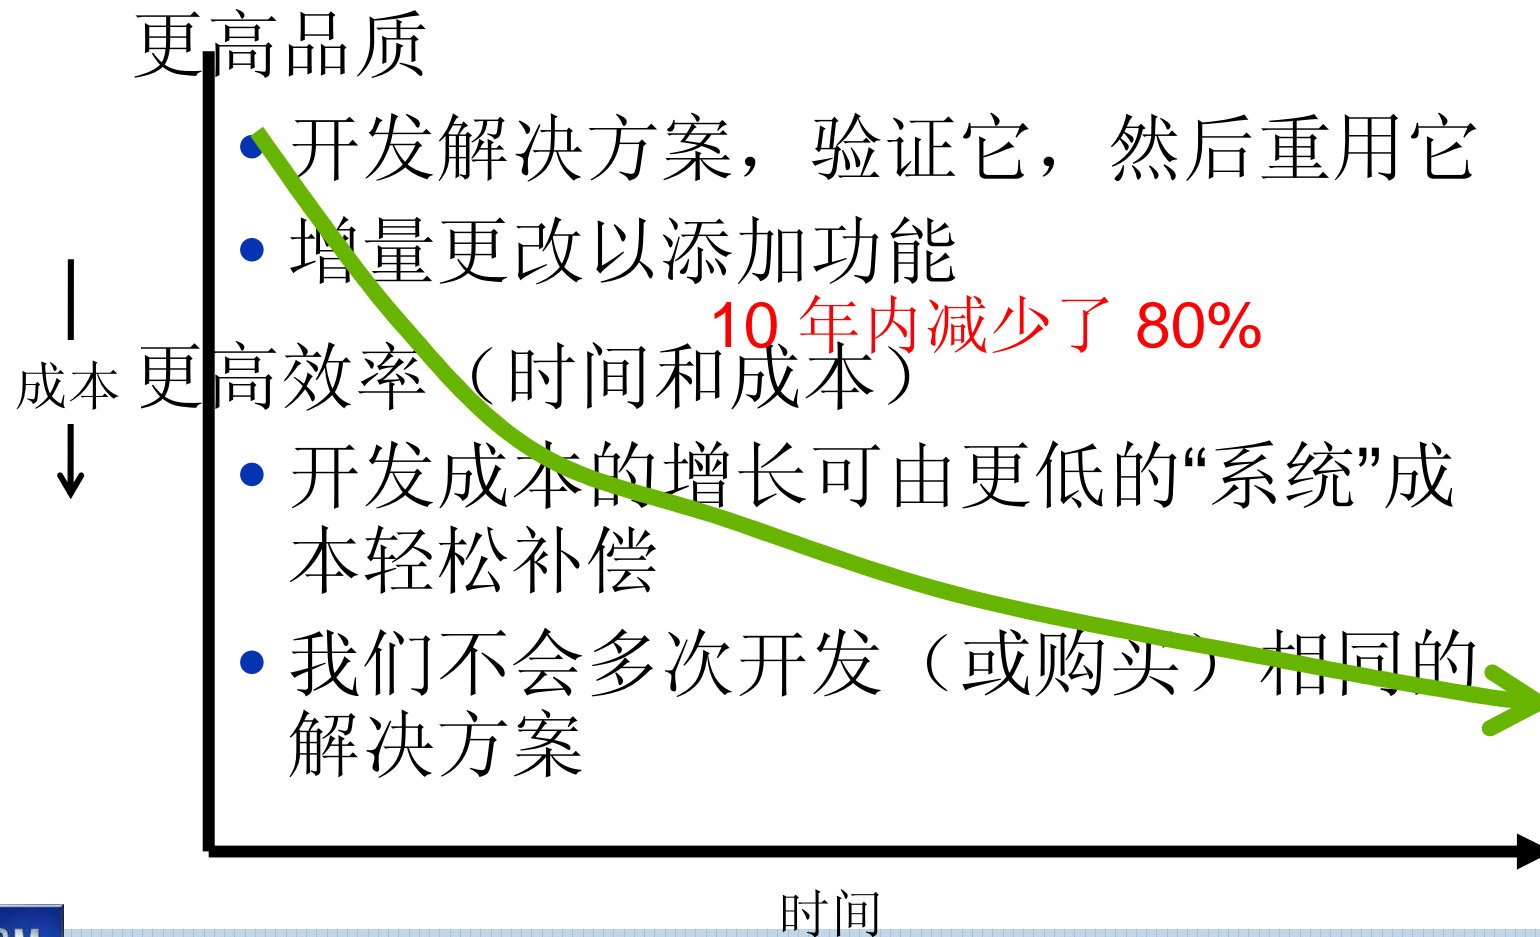 更高品质
开发解决方案，验证它，然后重用它
增量更改以添加功能
10 年内减少了 80%
更高效率（时间和成本）
成本
开发成本的增长可由更低的“系统”成
本轻松补偿
我们不会多次开发（或购买）相同的
解决方案
时间